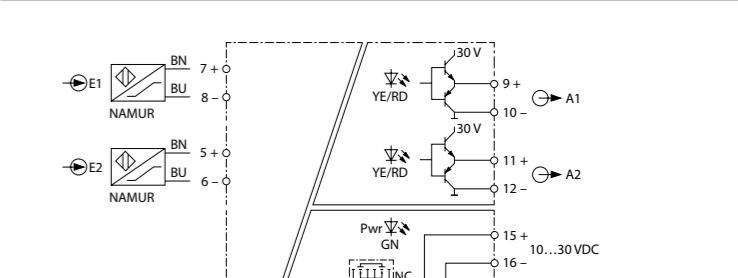 30 V
BN 7 +
E1
BU 8 –
NAMUR
YE/RD
9 +
A1
10 –
30 V
BN 5 +
E2
BU 6 –
NAMUR
YE/RD
11 +
A2
12 –
Pwr
GN
15 +
10...30 VDC
16 –
NC